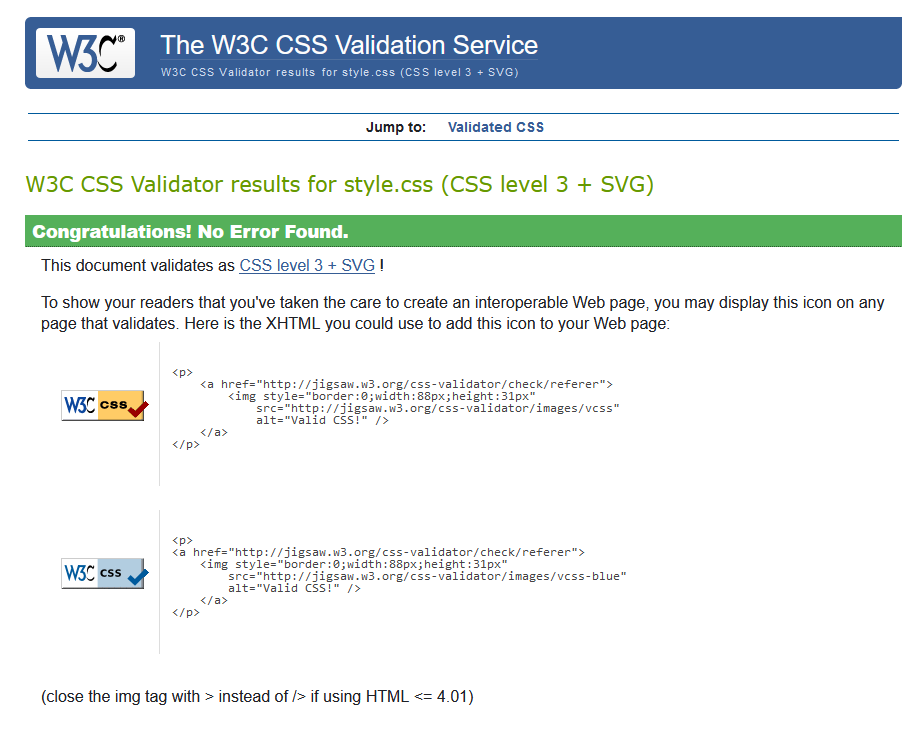 W3C®
The W3C CSS Validation Service
W3C CSS Validator results for style.css (CSS level 3 + SVG)
Jump to: Validated CSS
W3C CSS Validator results for style.css (CSS level 3 + SVG)
Congratulations! No Error Found.
This document validates as CSS level 3 + SVG !
To show your readers that you've taken the care to create an interoperable Web page, you may display this icon on any
page that validates. Here is the XHTML you could use to add this icon to your Web page:
W3C css
<p>
    <a href="http://jigsaw.w3.org/css-validator/check/referer">
        <img style="border:0;width:88px;height:31px"
            src="http://jigsaw.w3.org/css-validator/images/vcss"
            alt="Valid CSS!" />
    </a>
</p>
W3C css
<p>
<a href="http://jigsaw.w3.org/css-validator/check/referer">
    <img style="border:0;width:88px;height:31px"
        src="http://jigsaw.w3.org/css-validator/images/vcss-blue"
        alt="Valid CSS!" />
    </a>
</p>
(close the img tag with > instead of /> if using HTML <= 4.01)